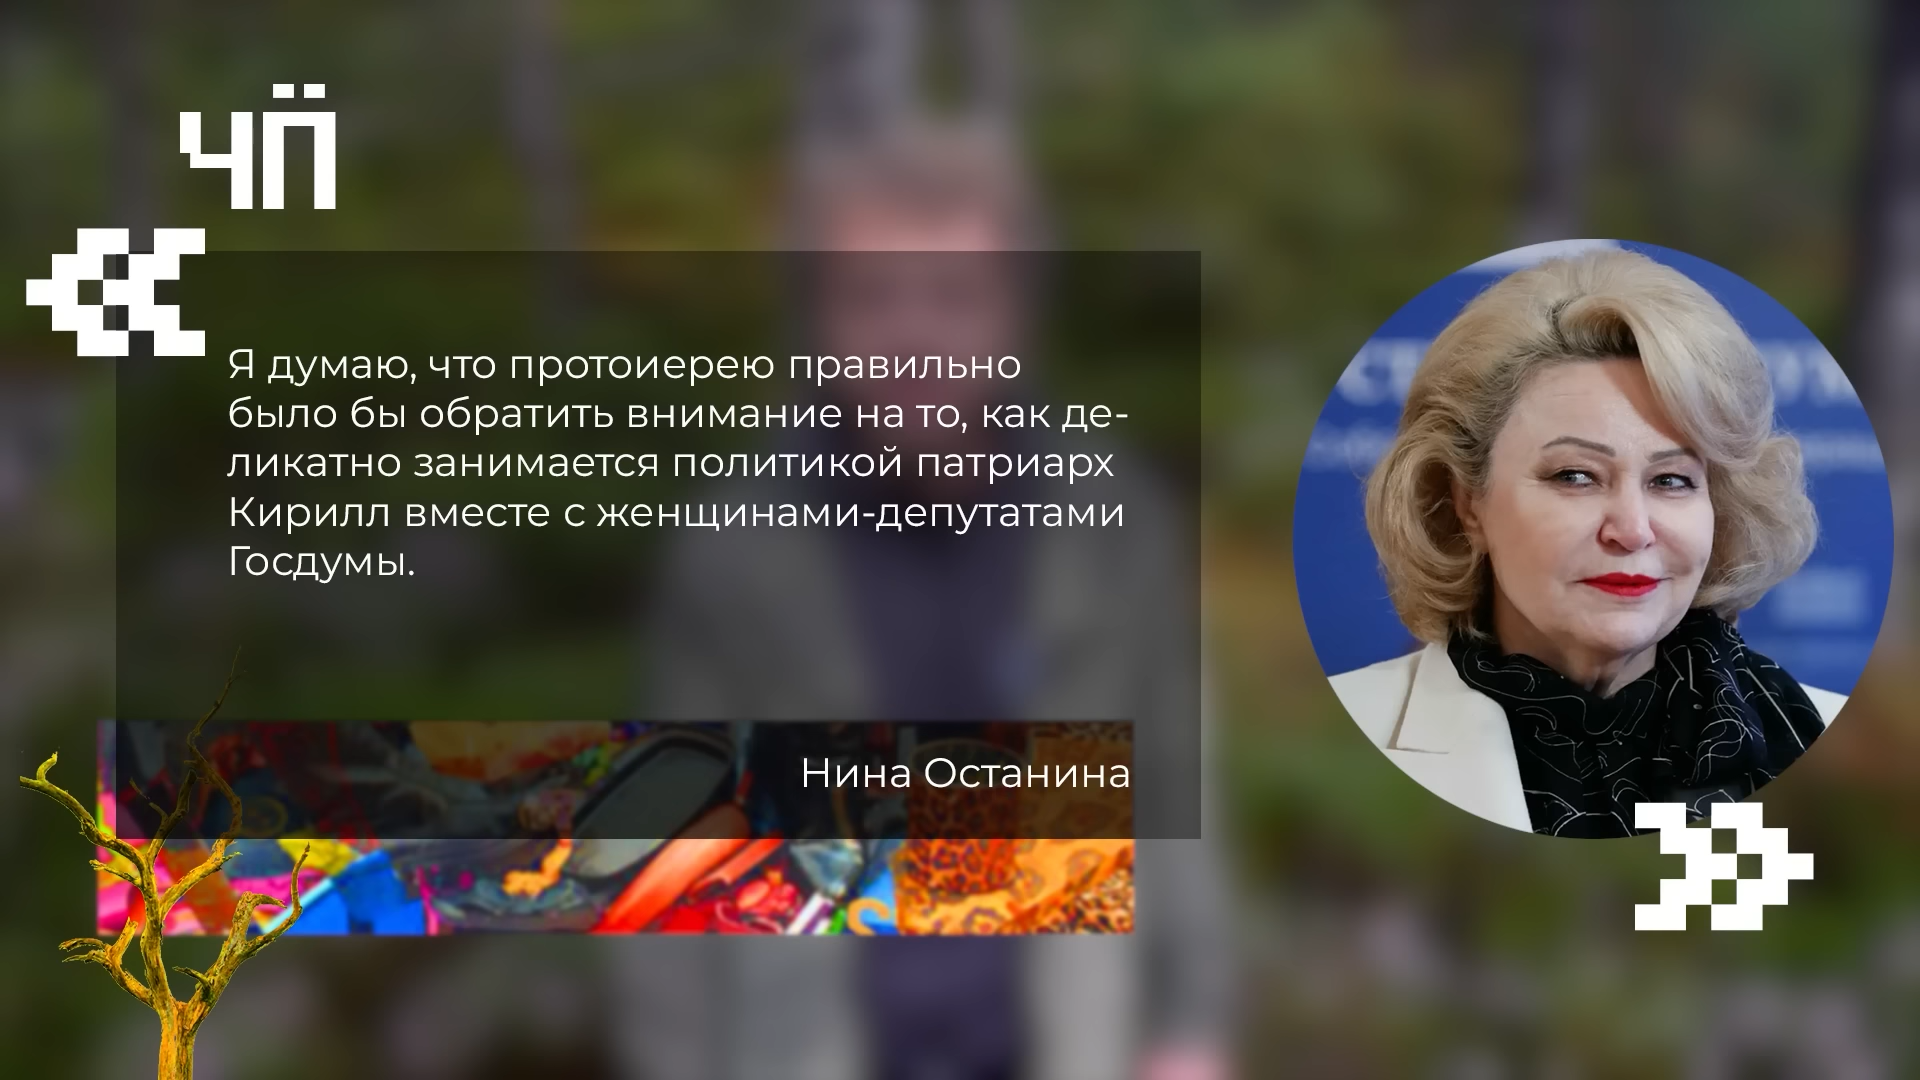 ЧП̈
Я думаю, что протоиерею правильно
было бы обратить внимание на то, как де-
ликатно занимается политикой патриарх
Кирилл вместе с женщинами-депутатами
Госдумы.
Нина Останина